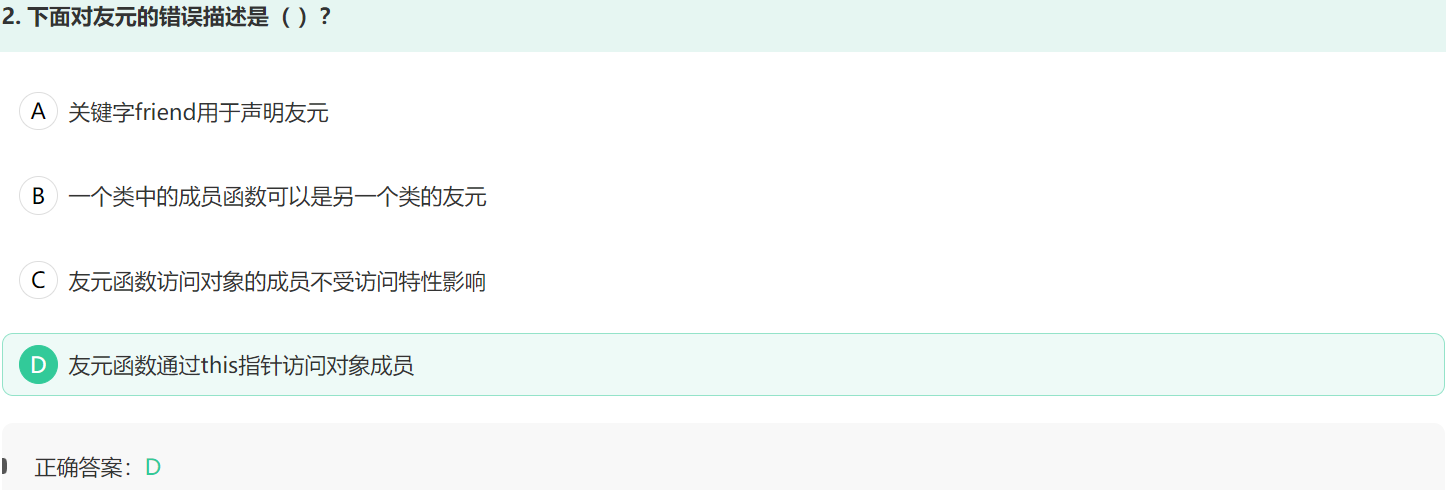 2. 下面对友元的错误描述是（ ）？
A 关键字friend用于声明友元
B 一个类中的成员函数可以是另一个类的友元
C 友元函数访问对象的成员不受访问特性影响
D 友元函数通过this指针访问对象成员
正确答案：D